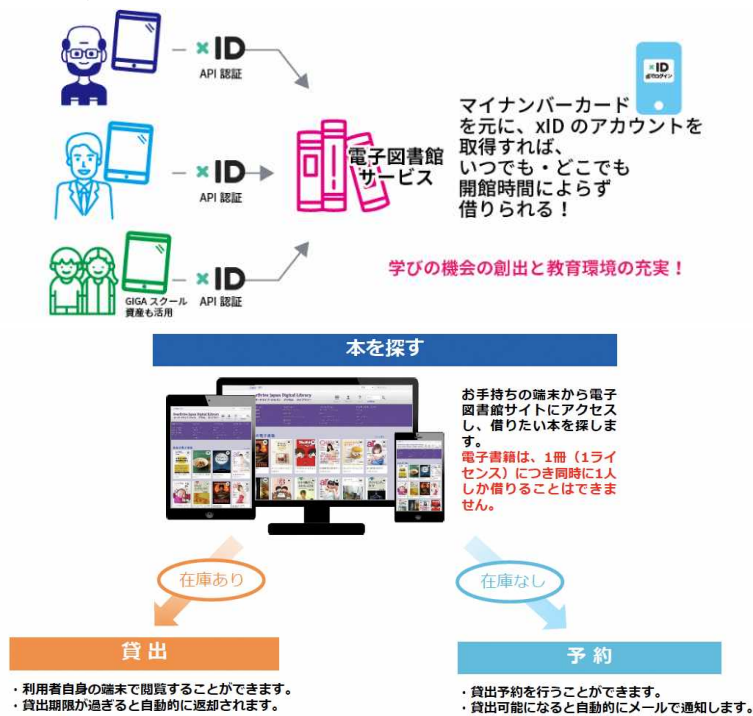 ×ID
API 認証
×ID
API 認証
×ID
API 認証
GIGA スクール
資産も活用
電子図書館
サービス
×ID
マイナンバーカード
を元に、xID のアカウントを
取得すれば、
いつでも・どこでも
開館時間によらず
借りられる！
学びの機会の創出と教育環境の充実！
本を探す
OverDrive Japan Digital Library
お手持ちの端末から電子
図書館サイトにアクセス
し、借りたい本を探しま
す。
電子書籍は、1冊（1ライ
センス）につき同時に1人
しか借りることはできま
せん。
在庫あり
在庫なし
貸 出
予 約
・利用者自身の端末で閲覧することができます。
・貸出期限が過ぎると自動的に返却されます。
・貸出予約を行うことができます。
・貸出可能になると自動的にメールで通知します。